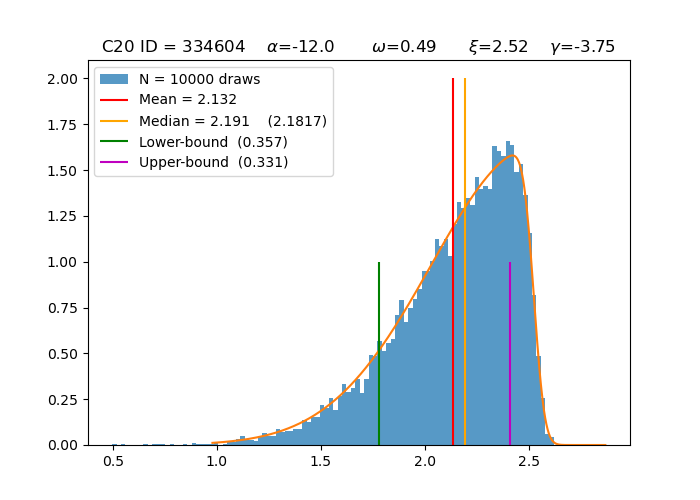 C20 ID = 334604 α=-12.0 ω=0.49 ξ=2.52 γ=-3.75
N = 10000 draws
Mean = 2.132
Median = 2.191 (2.1817)
Lower-bound (0.357)
Upper-bound (0.331)
2.00
1.75
1.50
1.25
1.00
0.75
0.50
0.25
0.00
0.5 1.0 1.5 2.0 2.5